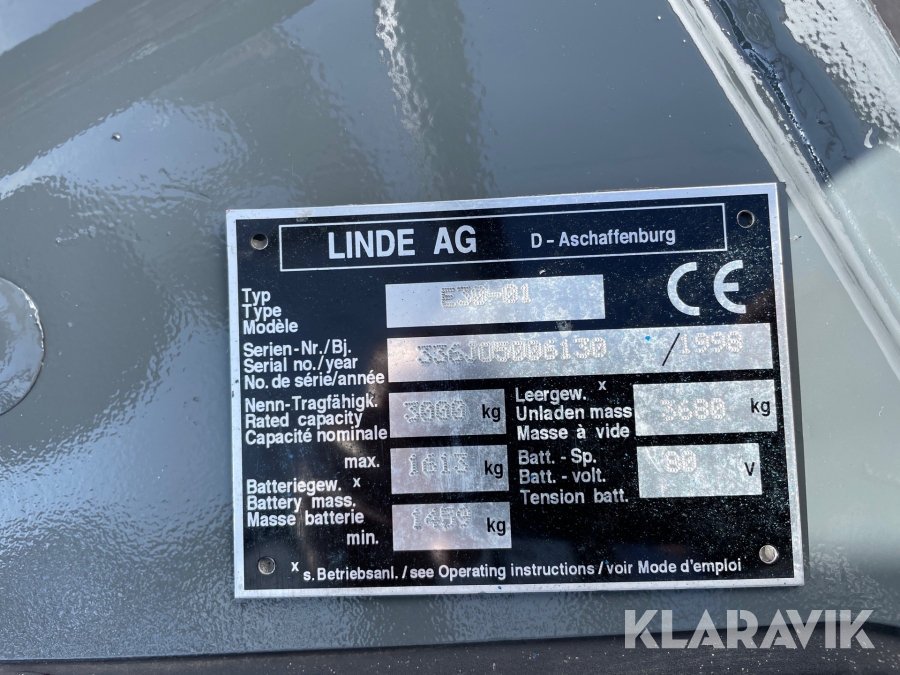 LINDE AG D - Aschaffenburg
CE
Typ
Type
Modèle
E30-01
Serien-Nr./Bj.
Serial no./year
No. de série/année
336J05006130 /1998
Nenn-Tragfähigk.
Rated capacity
Capacité nominale
3000 kg
Leergew. x
Unladen mass
Masse à vide
3680 kg
Batteriegew. x
Battery mass.
Masse batterie
max. 1613 kg
min. 1450 kg
Batt. - Sp.
Batt. - volt.
Tension batt.
80 V
x s. Betriebsanl. / see Operating instructions / voir Mode d'emploi
KLARAVIK